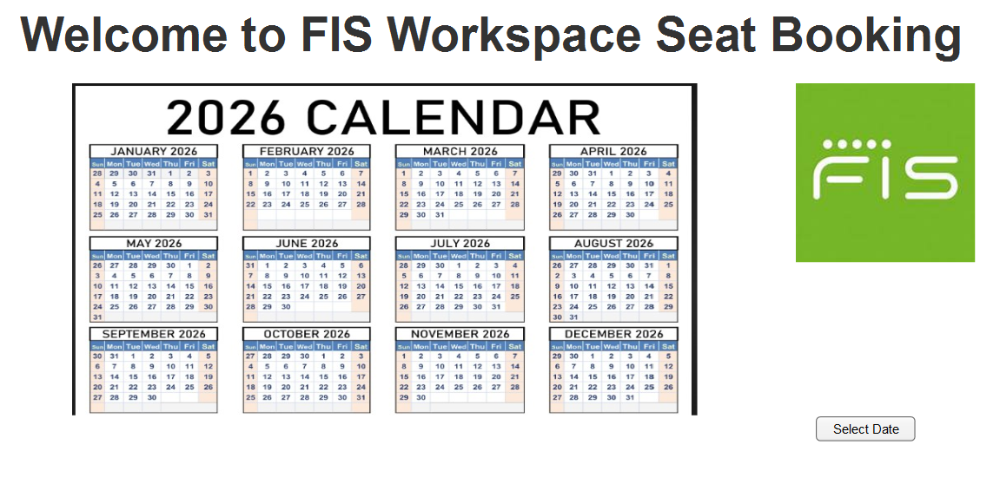 Welcome to FIS Workspace Seat Booking
2026 CALENDAR
JANUARY 2026
Sun Mon Tue Wed Thu Fri Sat
28 29 30 31 1 2 3
4 5 6 7 8 9 10
11 12 13 14 15 16 17
18 19 20 21 22 23 24
25 26 27 28 29 30 31
FEBRUARY 2026
Sun Mon Tue Wed Thu Fri Sat
1 2 3 4 5 6 7
8 9 10 11 12 13 14
15 16 17 18 19 20 21
22 23 24 25 26 27 28
MARCH 2026
Sun Mon Tue Wed Thu Fri Sat
1 2 3 4 5 6 7
8 9 10 11 12 13 14
15 16 17 18 19 20 21
22 23 24 25 26 27 28
29 30 31
APRIL 2026
Sun Mon Tue Wed Thu Fri Sat
29 30 31 1 2 3 4
5 6 7 8 9 10 11
12 13 14 15 16 17 18
19 20 21 22 23 24 25
26 27 28 29 30
MAY 2026
Sun Mon Tue Wed Thu Fri Sat
26 27 28 29 30 1 2
3 4 5 6 7 8 9
10 11 12 13 14 15 16
17 18 19 20 21 22 23
24 25 26 27 28 29 30
31
JUNE 2026
Sun Mon Tue Wed Thu Fri Sat
31 1 2 3 4 5 6
7 8 9 10 11 12 13
14 15 16 17 18 19 20
21 22 23 24 25 26 27
28 29 30
JULY 2026
Sun Mon Tue Wed Thu Fri Sat
28 29 30 1 2 3 4
5 6 7 8 9 10 11
12 13 14 15 16 17 18
19 20 21 22 23 24 25
26 27 28 29 30 31
AUGUST 2026
Sun Mon Tue Wed Thu Fri Sat
26 27 28 29 30 31 1
2 3 4 5 6 7 8
9 10 11 12 13 14 15
16 17 18 19 20 21 22
23 24 25 26 27 28 29
30 31
SEPTEMBER 2026
Sun Mon Tue Wed Thu Fri Sat
30 31 1 2 3 4 5
6 7 8 9 10 11 12
13 14 15 16 17 18 19
20 21 22 23 24 25 26
27 28 29 30
OCTOBER 2026
Sun Mon Tue Wed Thu Fri Sat
27 28 29 30 1 2 3
4 5 6 7 8 9 10
11 12 13 14 15 16 17
18 19 20 21 22 23 24
25 26 27 28 29 30 31
NOVEMBER 2026
Sun Mon Tue Wed Thu Fri Sat
1 2 3 4 5 6 7
8 9 10 11 12 13 14
15 16 17 18 19 20 21
22 23 24 25 26 27 28
29 30
DECEMBER 2026
Sun Mon Tue Wed Thu Fri Sat
29 30 1 2 3 4 5
6 7 8 9 10 11 12
13 14 15 16 17 18 19
20 21 22 23 24 25 26
27 28 29 30 31
FIS
Select Date